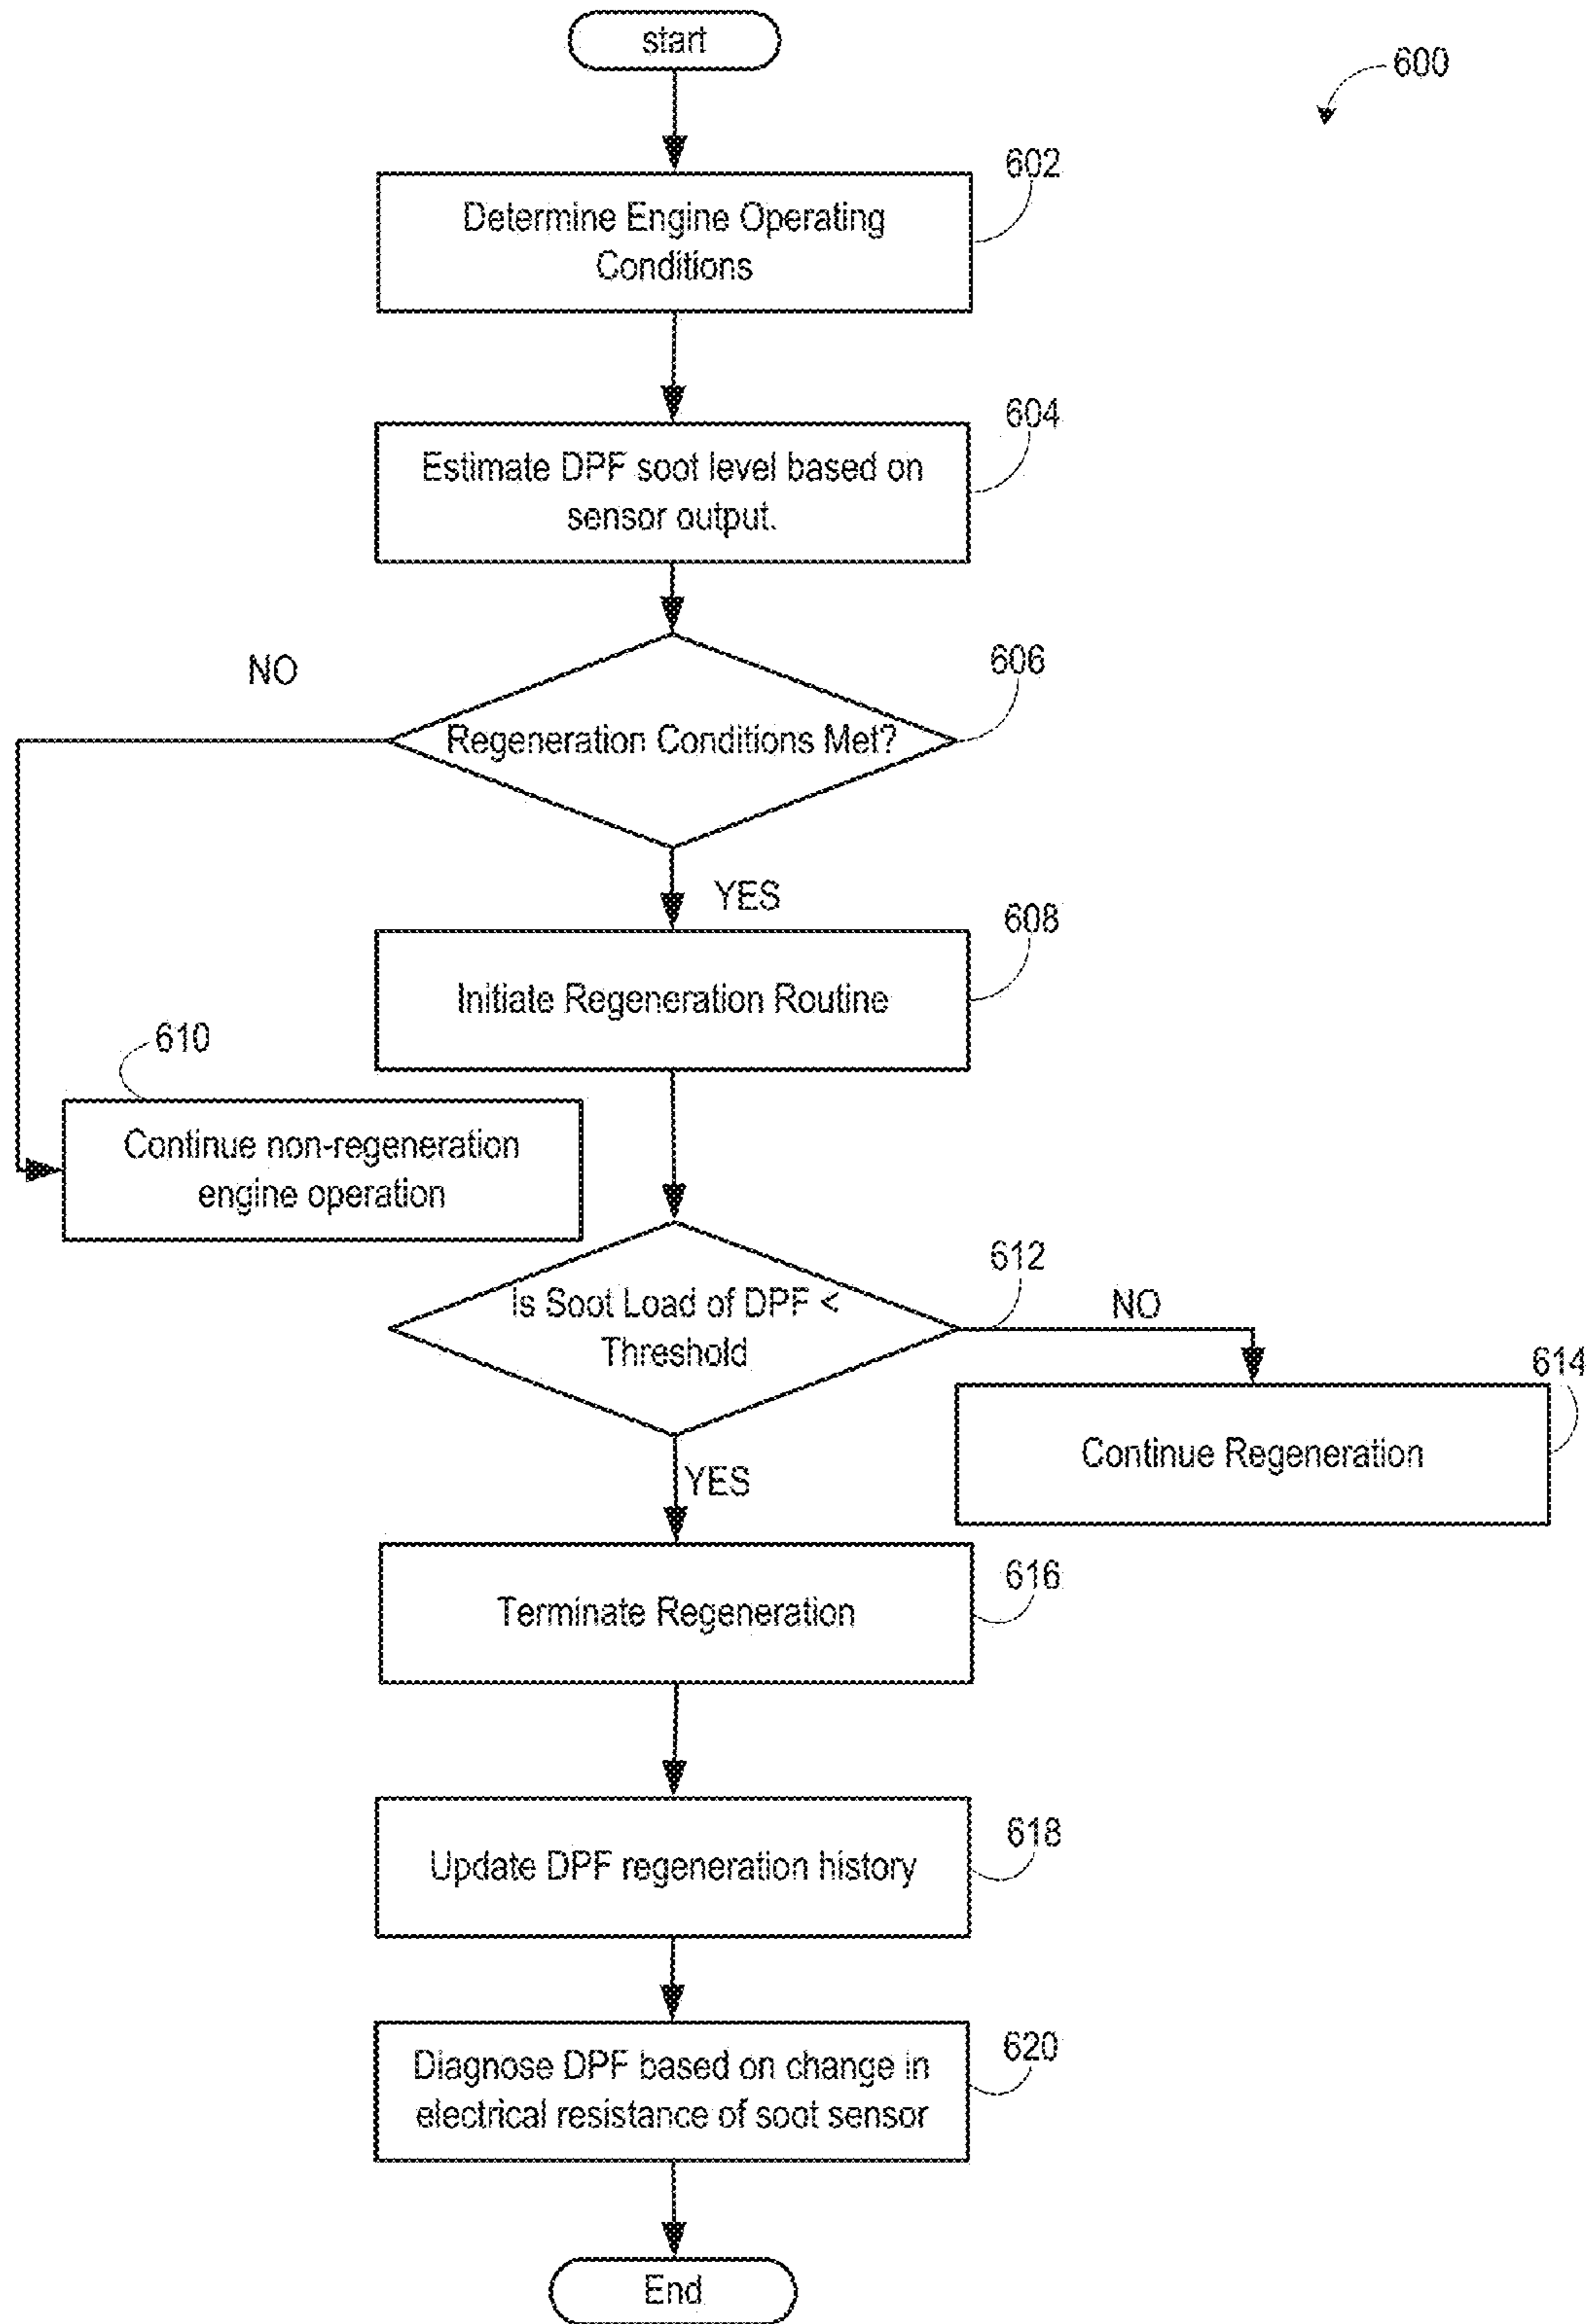 start
600
602
Determine Engine Operating
Conditions
604
Estimate DPF soot level based on
sensor output.
NO
606
Regeneration Conditions Met?
YES
608
Initiate Regeneration Routine
610
Continue non-regeneration
engine operation
612
Is Soot Load of DPF <
Threshold
NO
614
Continue Regeneration
YES
616
Terminate Regeneration
618
Update DPF regeneration history
620
Diagnose DPF based on change in
electrical resistance of soot sensor
End